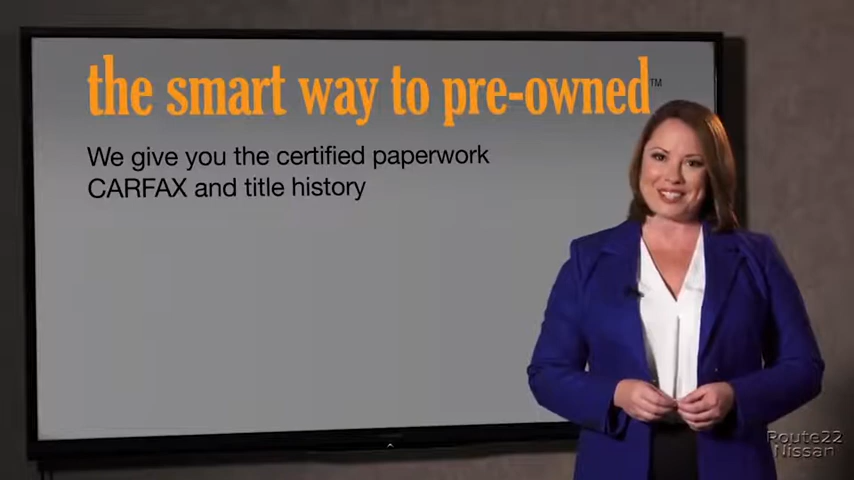 the smart way to pre-owned™
We give you the certified paperwork
CARFAX and title history
Route22
Nissan